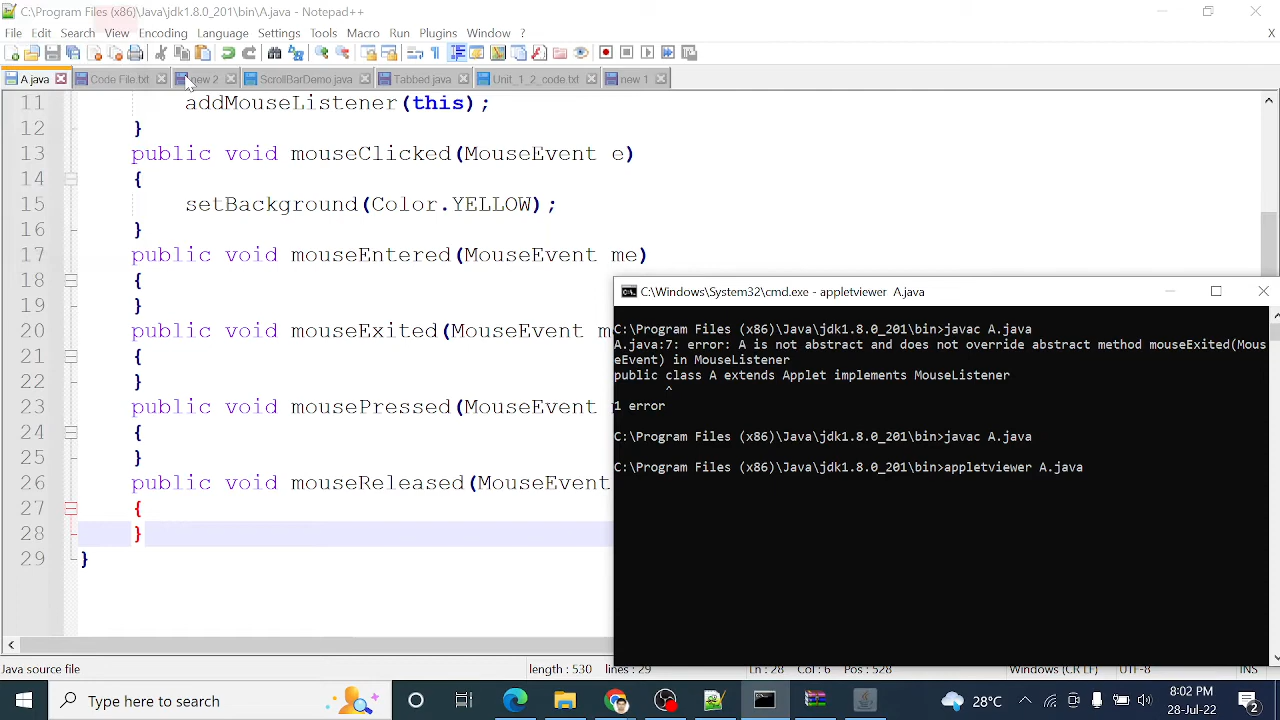 C:\Program Files (x86)\Java\jdk1.8.0_201\bin\A.java - Notepad++
File Edit Search View Encoding Language Settings Tools Macro Run Plugins Window ?
X
A.java Code File.txt new 2 ScrollBarDemo.java Tabbed.java Unit_1_2_code.txt new 1
11 addMouseListener(this);
12 }
13 public void mouseClicked(MouseEvent e)
14 {
15 setBackground(Color.YELLOW);
16 }
17 public void mouseEntered(MouseEvent me)
18 {
19 }
20 public void mouseExited(MouseEvent
21 {
22 }
23 public void mousePressed(MouseEvent
24 {
25 }
26 public void mouseReleased(MouseEvent
27 {
28 }
29 }
C:\Windows\System32\cmd.exe - appletviewer A.java
C:\Program Files (x86)\Java\jdk1.8.0_201\bin>javac A.java
A.java:7: error: A is not abstract and does not override abstract method mouseExited(Mous
eEvent) in MouseListener
public class A extends Applet implements MouseListener
^
1 error
C:\Program Files (x86)\Java\jdk1.8.0_201\bin>javac A.java
C:\Program Files (x86)\Java\jdk1.8.0_201\bin>appletviewer A.java
Java source file length : 530 lines : 29 Ln : 28 Col : 6 Pos : 528 Windows (CR LF) UTF-8 INS
Type here to search
28°C
8:02 PM
28-Jul-22
2